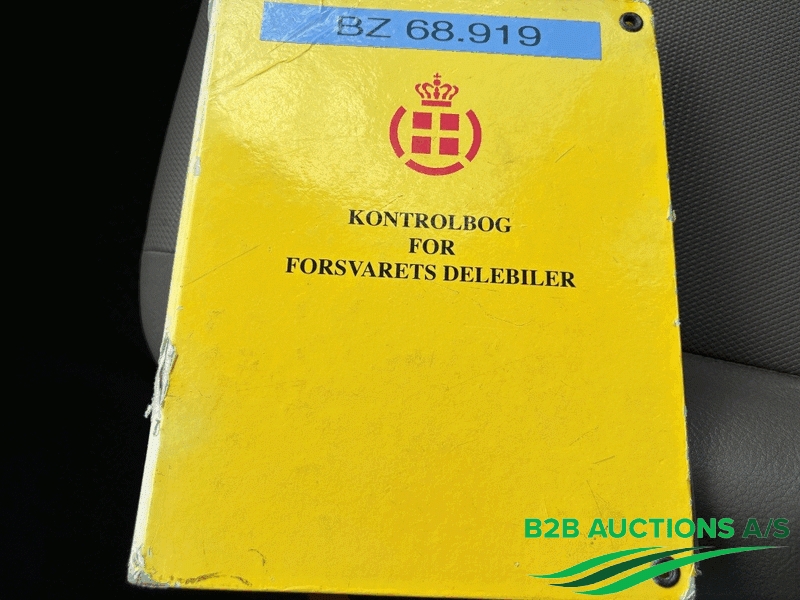 BZ 68.919
KONTROLBOG
FOR
FORSVARETS DELEBILER
B2B AUCTIONS A/S